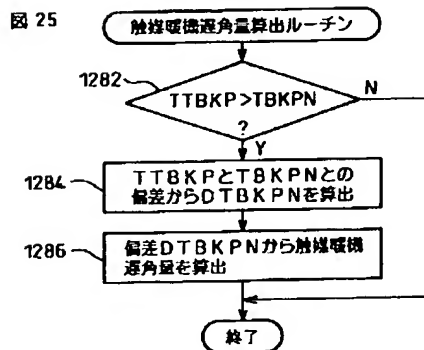 図25
触媒暖機遅角量算出ルーチン
1282
TTBKP>TBKPN
?
N
Y
1284
TTBKPとTBKPNとの
偏差からDTBKPNを算出
1286
偏差DTBKPNから触媒暖機
遅角量を算出
終了